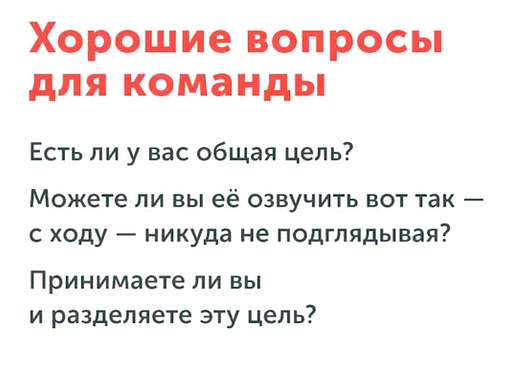 Хорошие вопросы
для команды
Есть ли у вас общая цель?
Можете ли вы её озвучить вот так —
с ходу — никуда не подглядывая?
Принимаете ли вы
и разделяете эту цель?